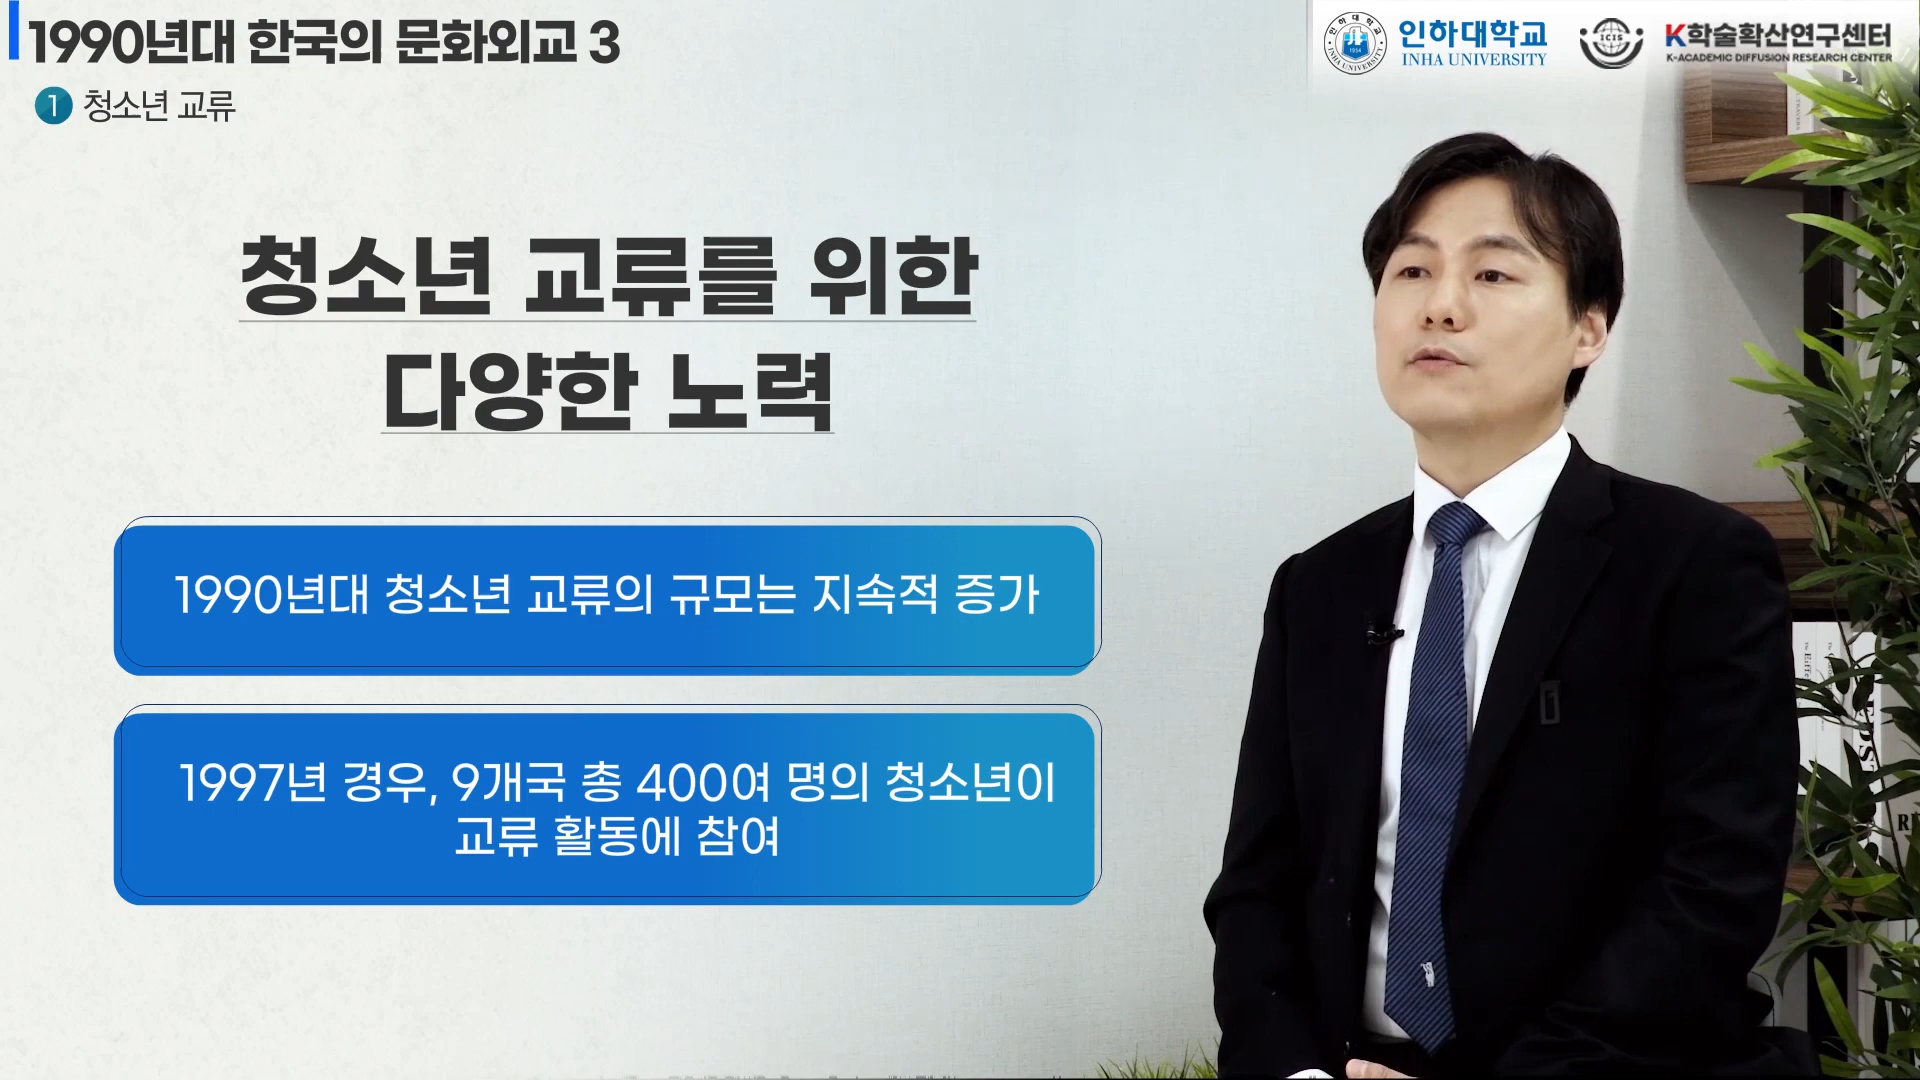 1990년대 한국의 문화외교 3
1 청소년 교류
인하대학교
INHA UNIVERSITY
1954
ICIS
K학술확산연구센터
K-ACADEMIC DIFFUSION RESEARCH CENTER
청소년 교류를 위한
다양한 노력
1990년대 청소년 교류의 규모는 지속적 증가
1997년 경우, 9개국 총 400여 명의 청소년이
교류 활동에 참여